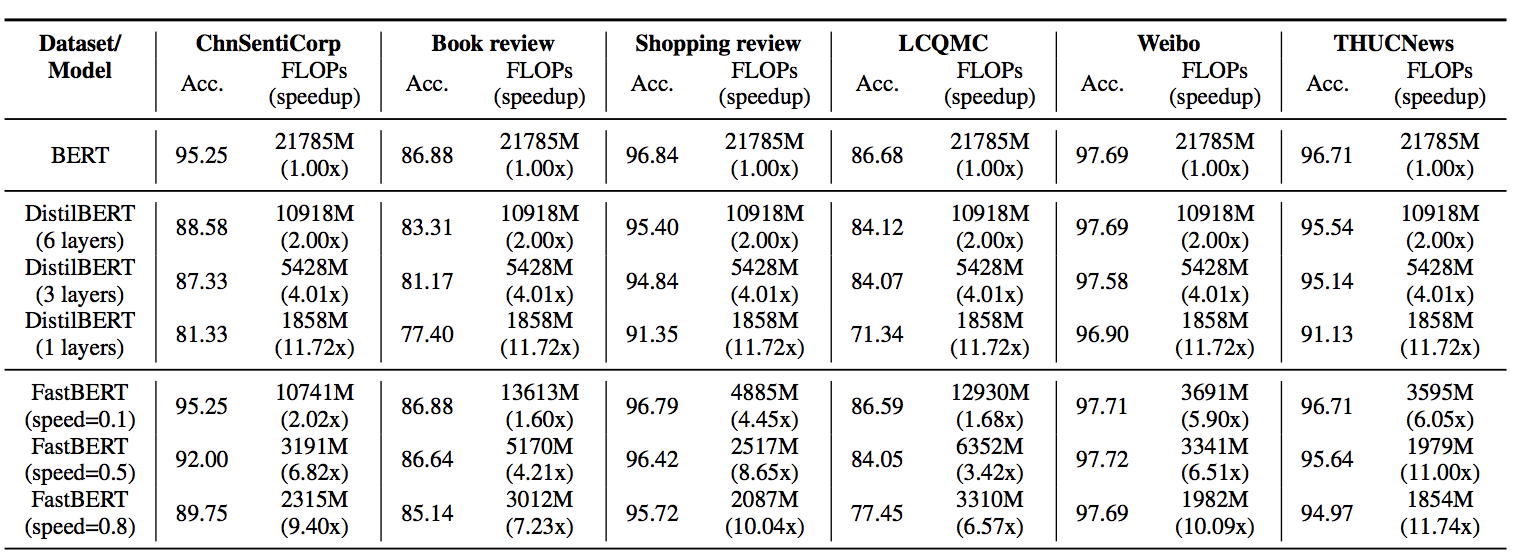 Dataset/ ChnSentiCorp Book review Shopping review LCQMC Weibo THUCNews
Model Acc. FLOPs (speedup) Acc. FLOPs (speedup) Acc. FLOPs (speedup) Acc. FLOPs (speedup) Acc. FLOPs (speedup) Acc. FLOPs (speedup)
BERT 95.25 21785M (1.00x) 86.88 21785M (1.00x) 96.84 21785M (1.00x) 86.68 21785M (1.00x) 97.69 21785M (1.00x) 96.71 21785M (1.00x)
DistilBERT (6 layers) 88.58 10918M (2.00x) 83.31 10918M (2.00x) 95.40 10918M (2.00x) 84.12 10918M (2.00x) 97.69 10918M (2.00x) 95.54 10918M (2.00x)
DistilBERT (3 layers) 87.33 5428M (4.01x) 81.17 5428M (4.01x) 94.84 5428M (4.01x) 84.07 5428M (4.01x) 97.58 5428M (4.01x) 95.14 5428M (4.01x)
DistilBERT (1 layers) 81.33 1858M (11.72x) 77.40 1858M (11.72x) 91.35 1858M (11.72x) 71.34 1858M (11.72x) 96.90 1858M (11.72x) 91.13 1858M (11.72x)
FastBERT (speed=0.1) 95.25 10741M (2.02x) 86.88 13613M (1.60x) 96.79 4885M (4.45x) 86.59 12930M (1.68x) 97.71 3691M (5.90x) 96.71 3595M (6.05x)
FastBERT (speed=0.5) 92.00 3191M (6.82x) 86.64 5170M (4.21x) 96.42 2517M (8.65x) 84.05 6352M (3.42x) 97.72 3341M (6.51x) 95.64 1979M (11.00x)
FastBERT (speed=0.8) 89.75 2315M (9.40x) 85.14 3012M (7.23x) 95.72 2087M (10.04x) 77.45 3310M (6.57x) 97.69 1982M (10.09x) 94.97 1854M (11.74x)